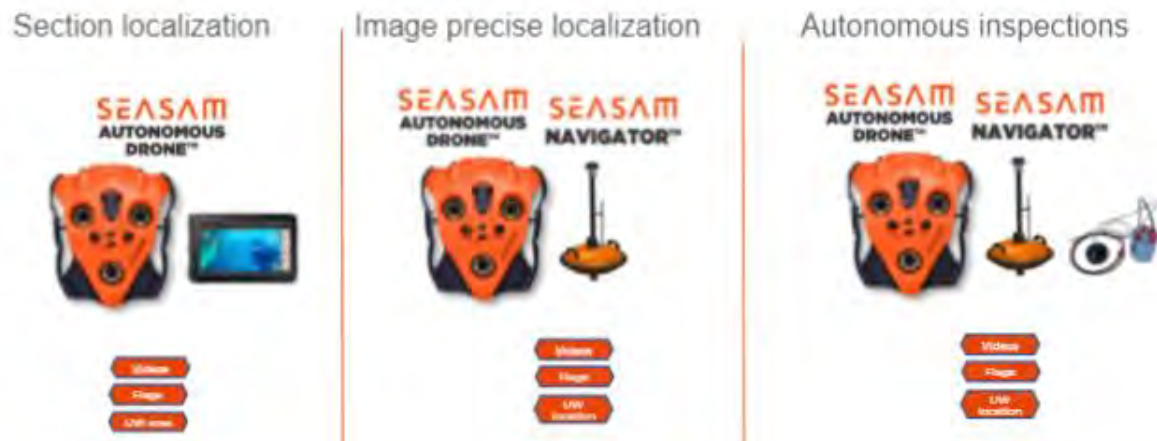 Section localization
SEASAM
AUTONOMOUS
DRONE™
Videos
Flags
Image precise localization
SEASAM
AUTONOMOUS
DRONE™
SEASAM
NAVIGATOR™
Videos
Flags
UW
location
Autonomous inspections
SEASAM
AUTONOMOUS
DRONE™
SEASAM
NAVIGATOR™
Videos
Flags
UW
location